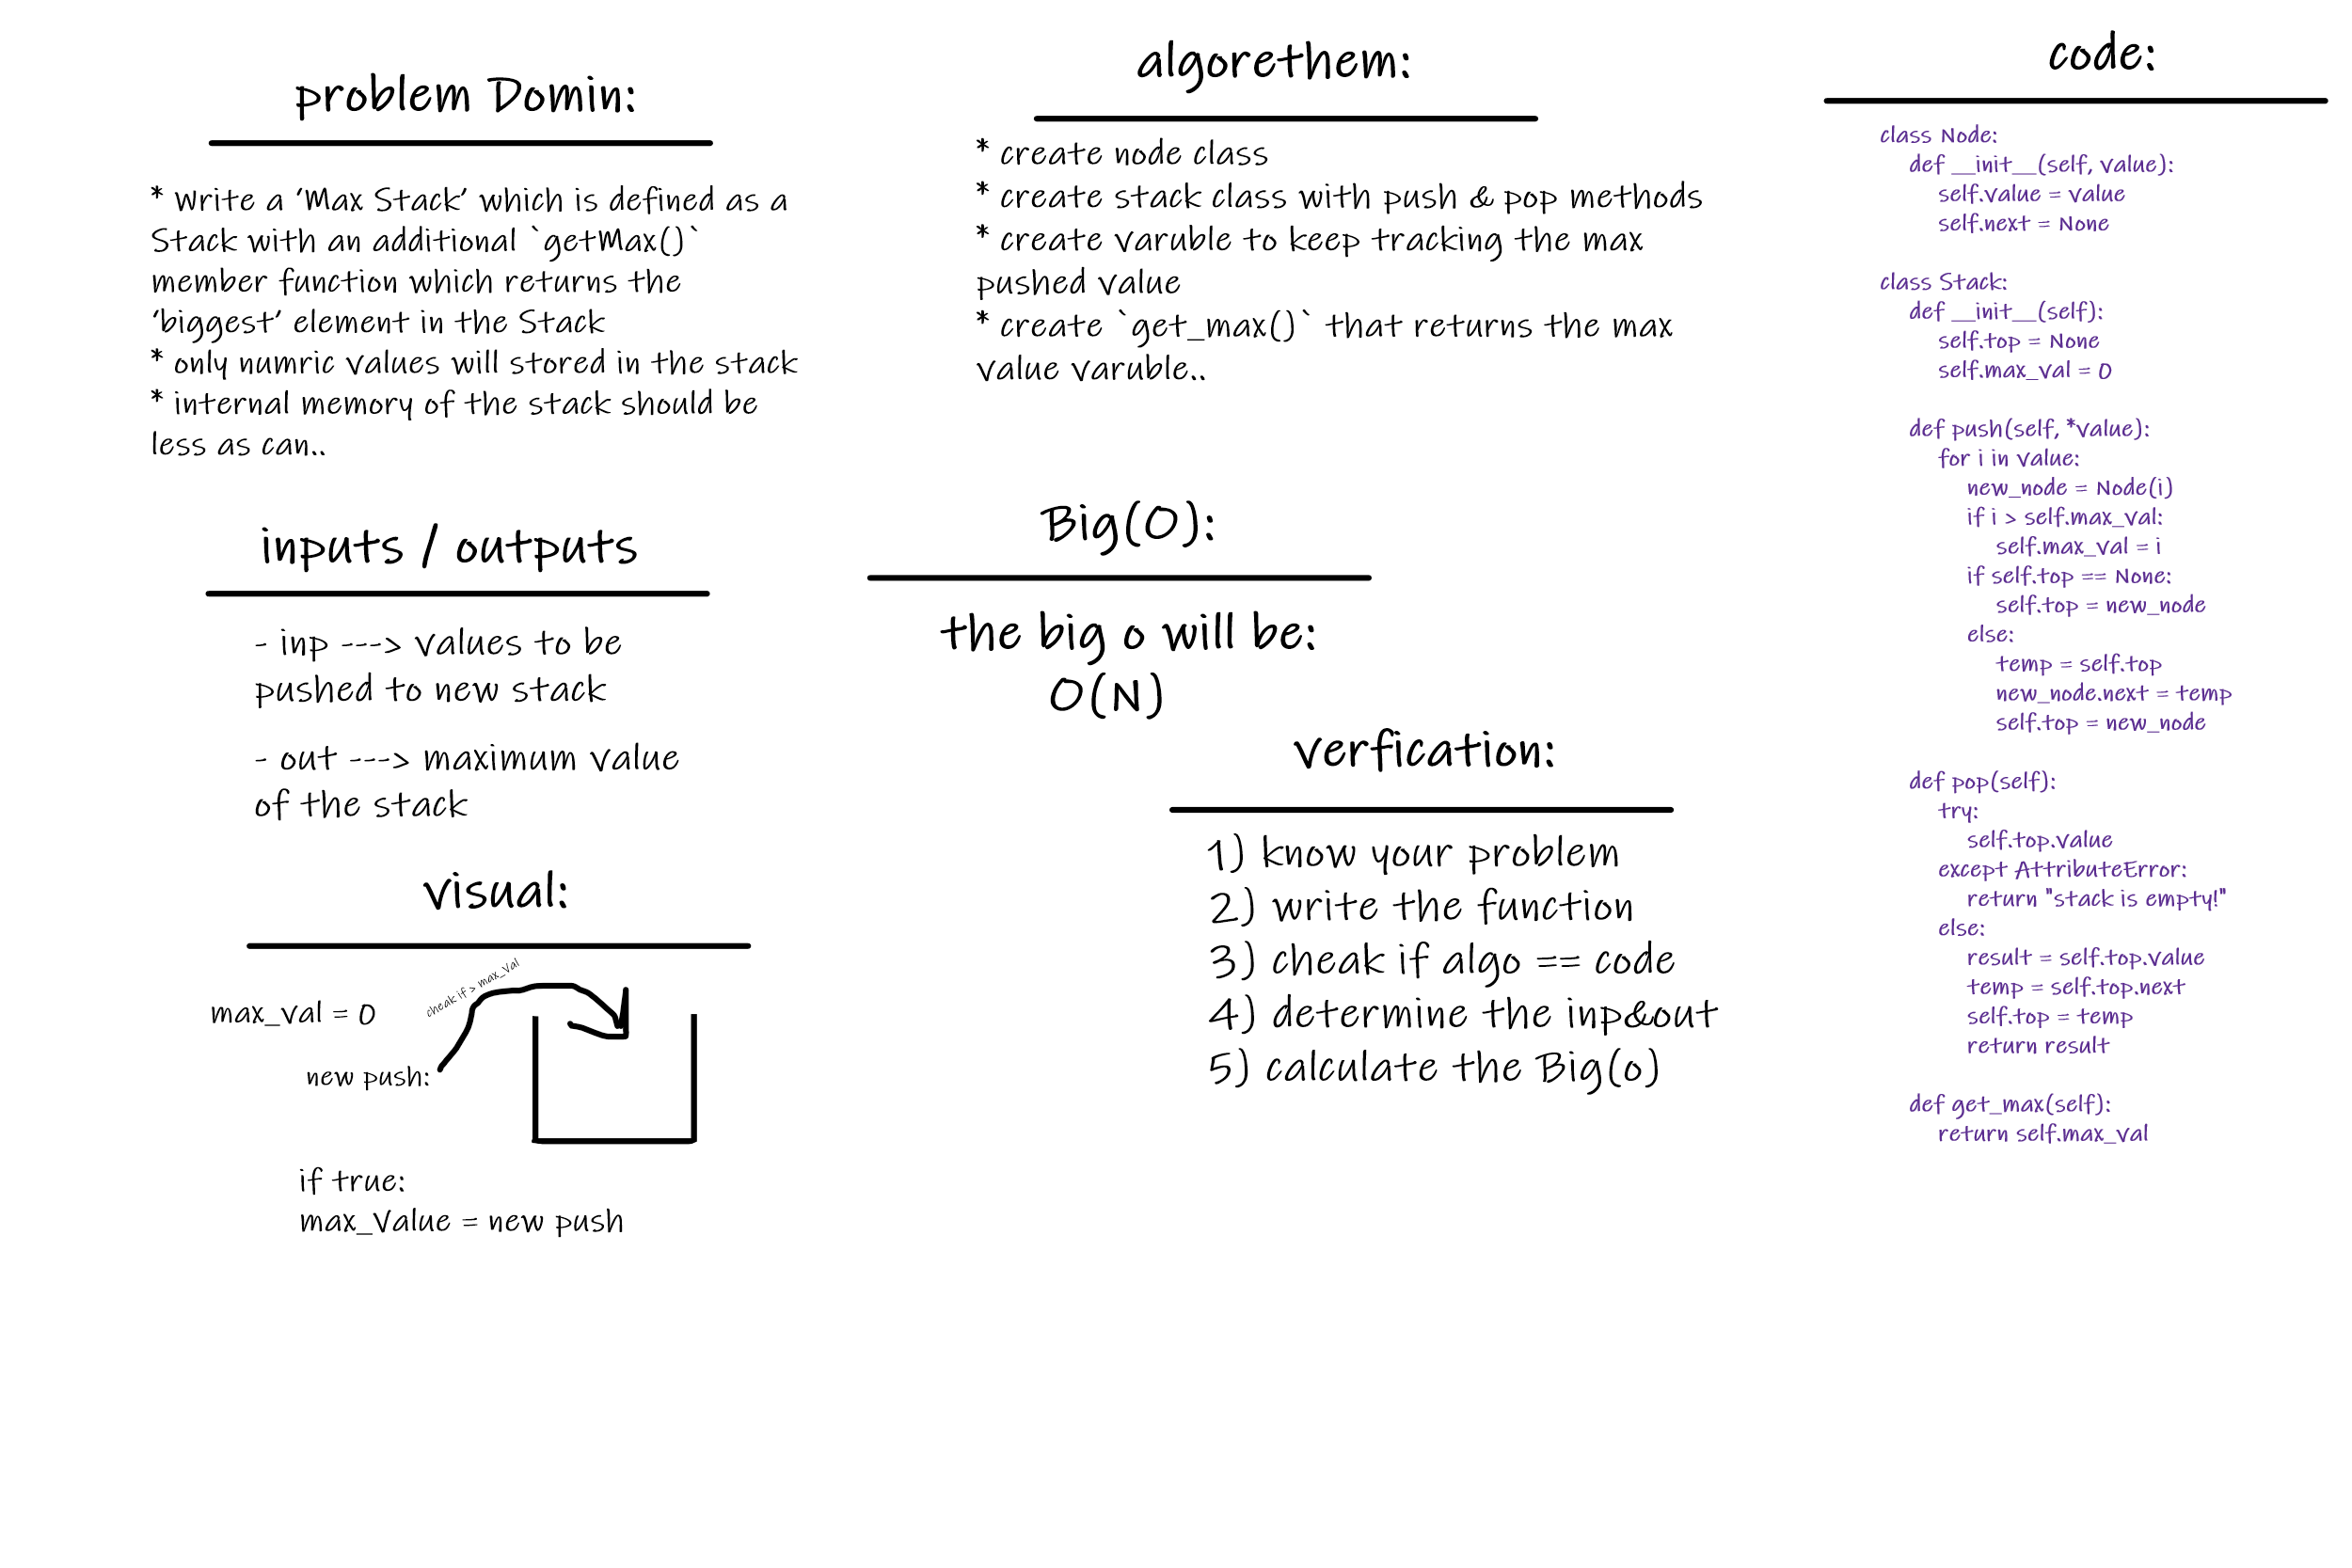 problem Domin:
* Write a ‘Max Stack’ which is defined as a
Stack with an additional `getMax()`
member function which returns the
‘biggest’ element in the Stack
* only numric values will stored in the stack
* internal memory of the stack should be
less as can..
inputs / outputs
- inp ---> values to be
pushed to new stack
- out ---> maximum value
of the stack
visual:
cheak if > max_Val
max_val = 0
new push:
if true:
max_Value = new push
algorethem:
* create node class
* create stack class with push & pop methods
* create varuble to keep tracking the max
pushed value
* create `get_max()` that returns the max
value varuble..
Big(O):
the big o will be:
O(N)
verfication:
1) know your problem
2) write the function
3) cheak if algo == code
4) determine the inp&out
5) calculate the Big(o)
code:
class Node:
def __init__(self, value):
self.value = value
self.next = None
class Stack:
def __init__(self):
self.top = None
self.max_val = 0
def push(self, *value):
for i in value:
new_node = Node(i)
if i > self.max_val:
self.max_val = i
if self.top == None:
self.top = new_node
else:
temp = self.top
new_node.next = temp
self.top = new_node
def pop(self):
try:
self.top.value
except AttributeError:
return "stack is empty!"
else:
result = self.top.value
temp = self.top.next
self.top = temp
return result
def get_max(self):
return self.max_val